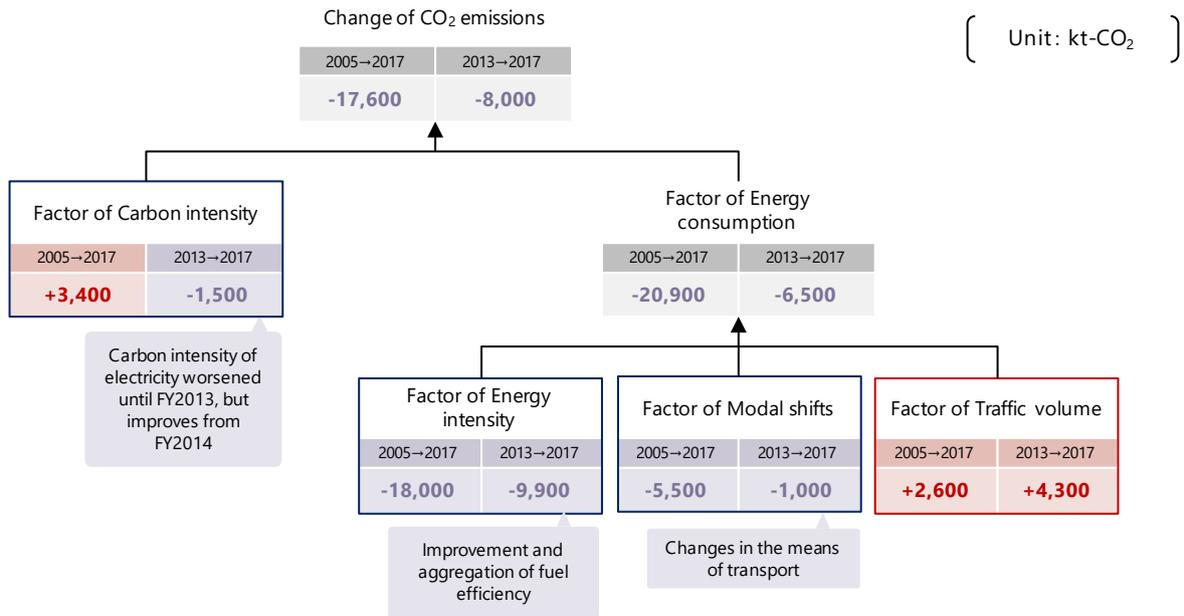 Change of CO₂ emissions
Unit: kt-CO₂
2005→2017 2013→2017
-17,600 -8,000
Factor of Carbon intensity
2005→2017 2013→2017
+3,400 -1,500
Carbon intensity of
electricity worsened
until FY2013, but
improves from
FY2014
Factor of Energy
consumption
2005→2017 2013→2017
-20,900 -6,500
Factor of Energy
intensity
2005→2017 2013→2017
-18,000 -9,900
Improvement and
aggregation of fuel
efficiency
Factor of Modal shifts
2005→2017 2013→2017
-5,500 -1,000
Changes in the means
of transport
Factor of Traffic volume
2005→2017 2013→2017
+2,600 +4,300